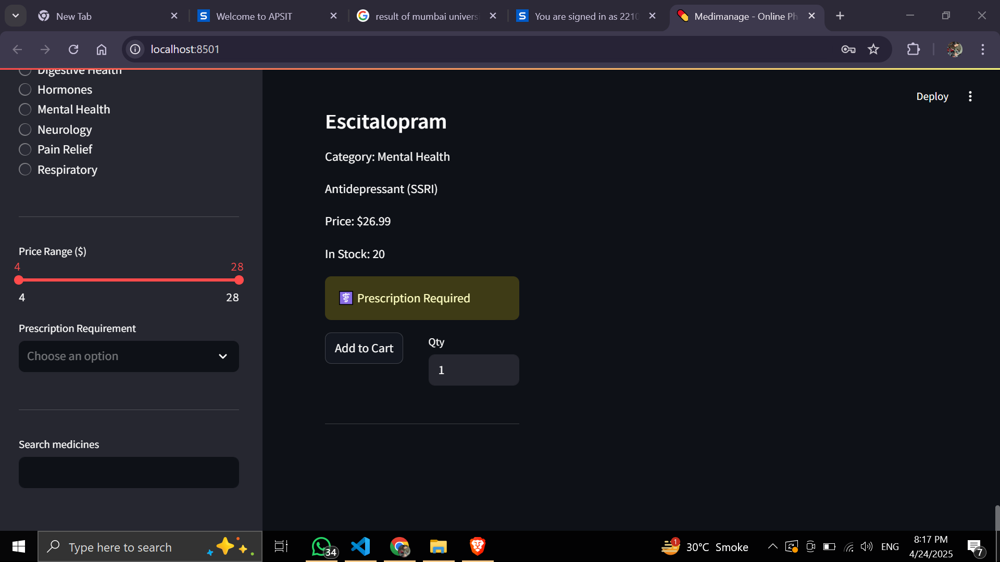 New Tab
Welcome to APSIT
result of mumbai universi
You are signed in as 2210
Medimanage - Online Ph
localhost:8501
Digestive Health
Hormones
Mental Health
Neurology
Pain Relief
Respiratory
Price Range ($)
4 28
4 28
Prescription Requirement
Choose an option
Search medicines
Deploy
Escitalopram
Category: Mental Health
Antidepressant (SSRI)
Price: $26.99
In Stock: 20
Prescription Required
Add to Cart
Qty
1
Type here to search
34
1
30°C Smoke
ENG
8:17 PM
4/24/2025
7